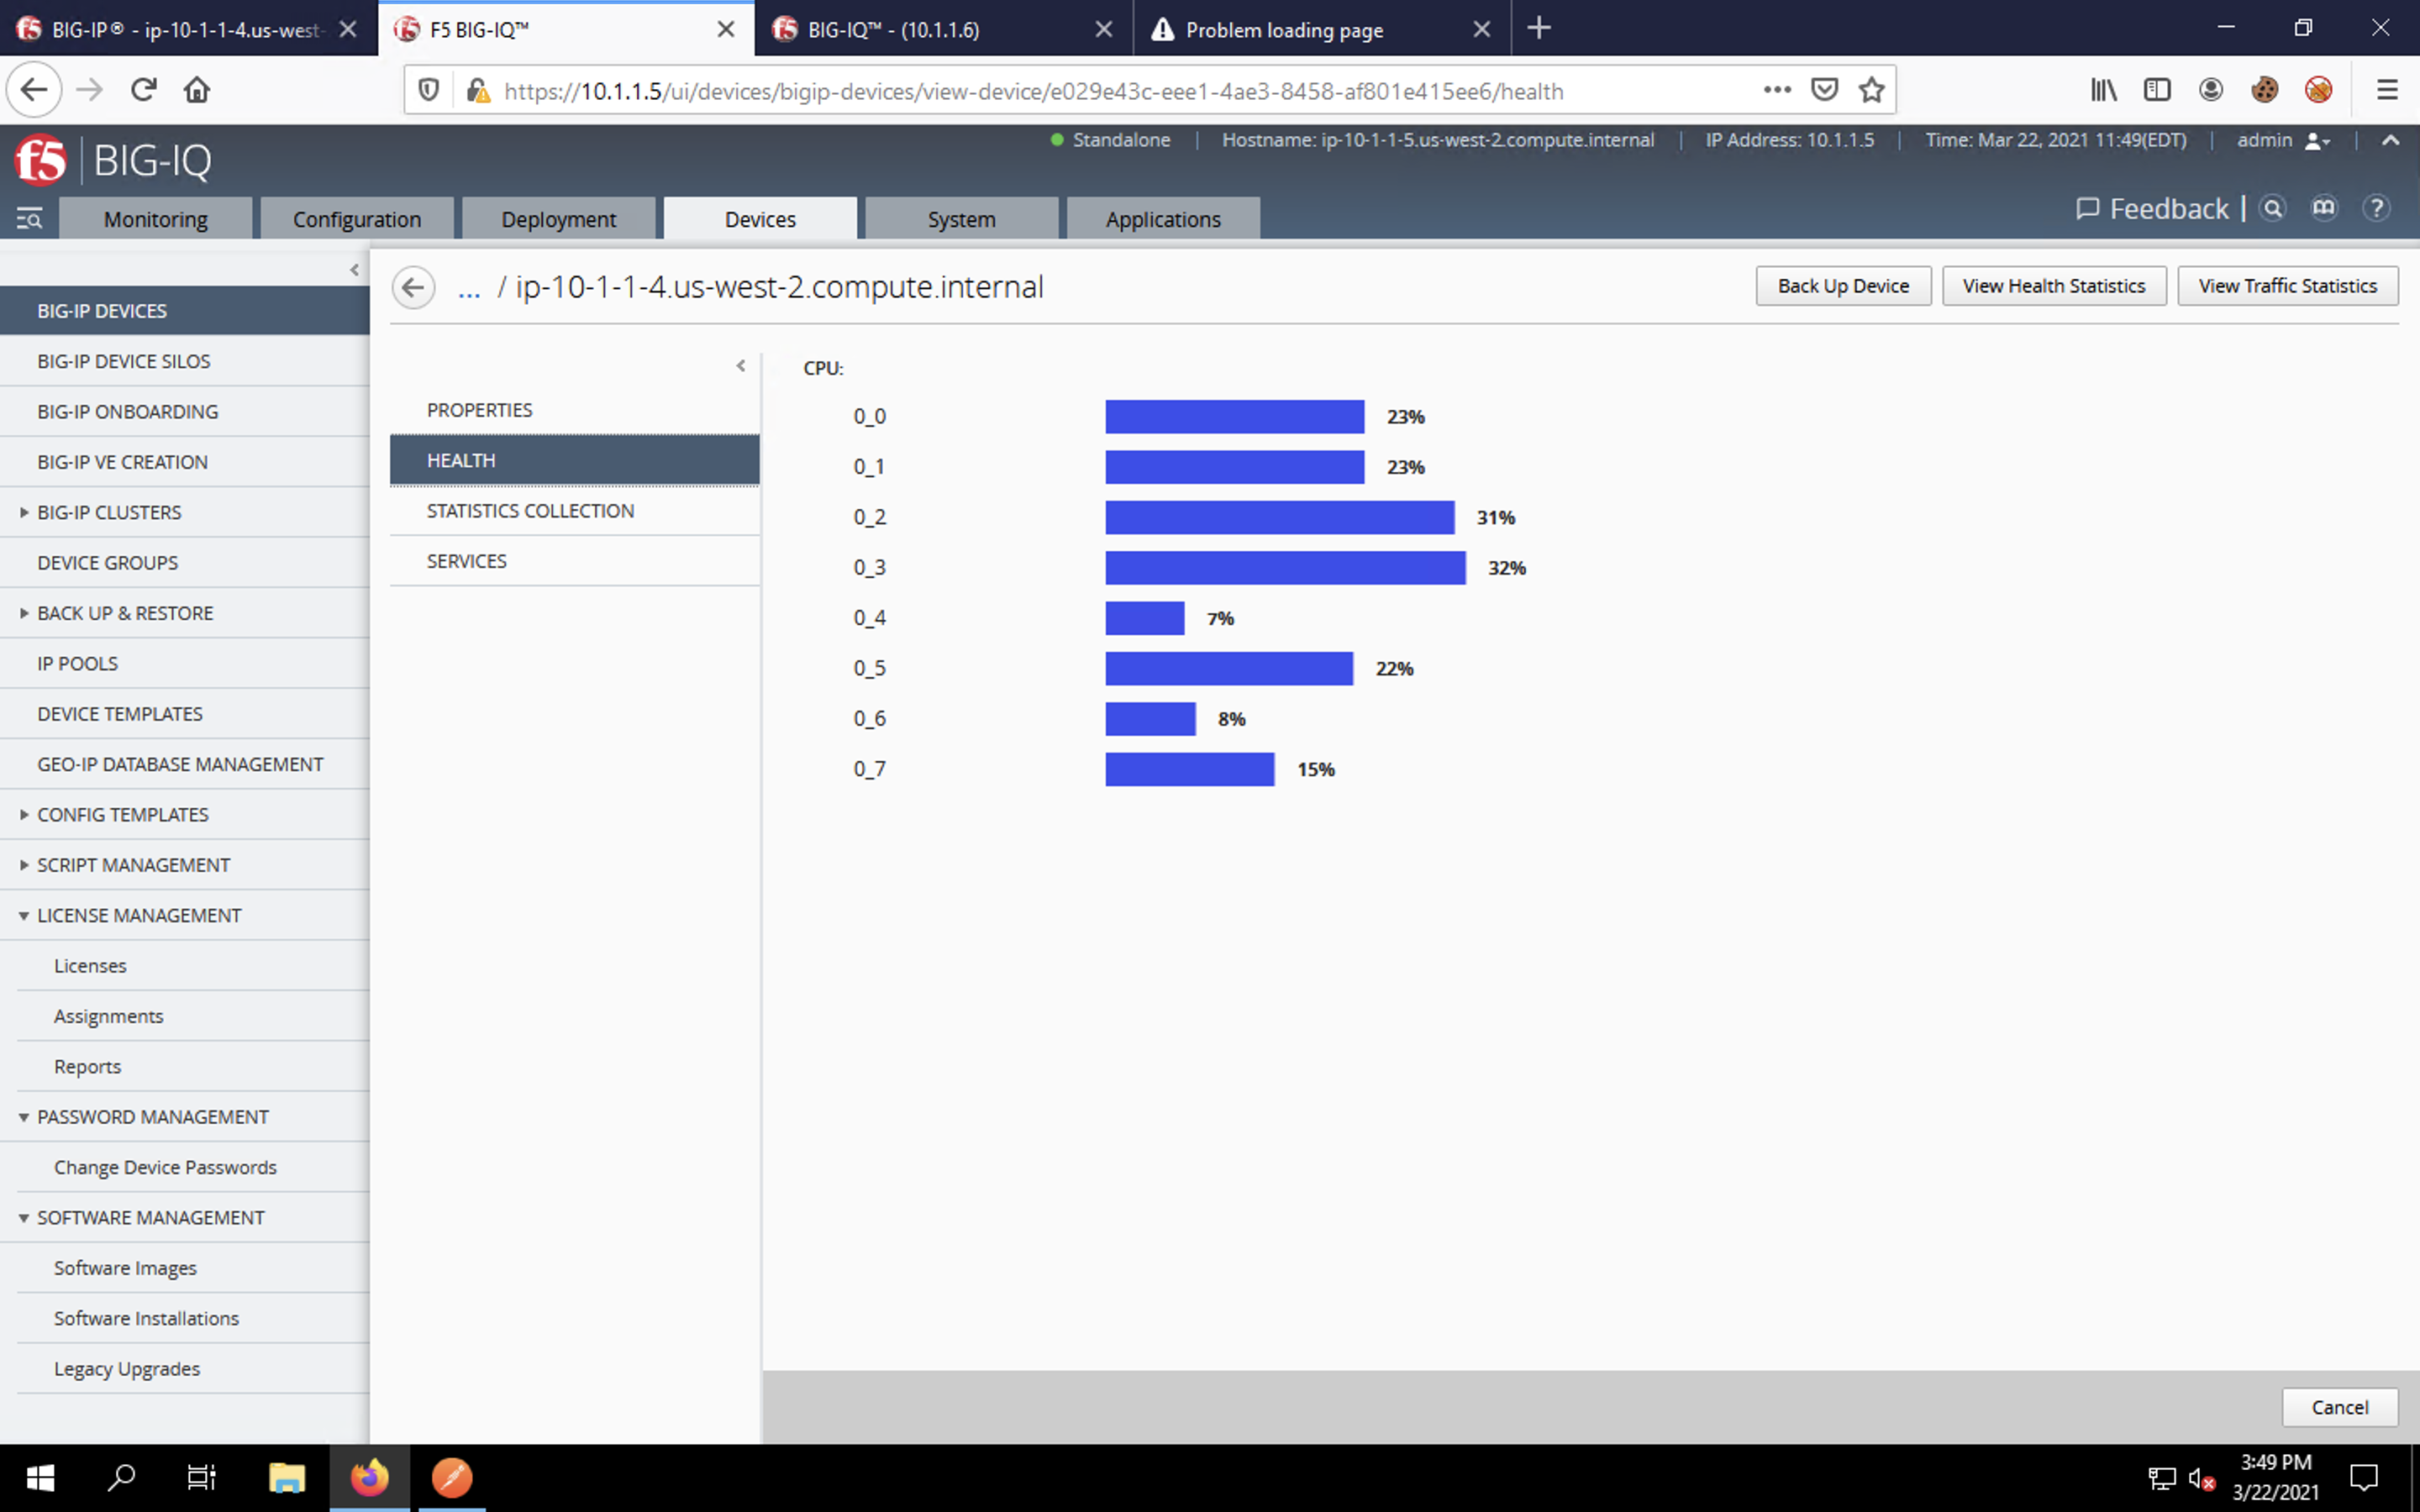 BIG-IP® - ip-10-1-1-4.us-west-
F5 BIG-IQ™
BIG-IQ™ - (10.1.1.6)
Problem loading page
https://10.1.1.5/ui/devices/bigip-devices/view-device/e029e43c-eee1-4ae3-8458-af801e415ee6/health
f5 BIG-IQ
Standalone
Hostname: ip-10-1-1-5.us-west-2.compute.internal
IP Address: 10.1.1.5
Time: Mar 22, 2021 11:49(EDT)
admin
Monitoring
Configuration
Deployment
Devices
System
Applications
Feedback
?
BIG-IP DEVICES
BIG-IP DEVICE SILOS
BIG-IP ONBOARDING
BIG-IP VE CREATION
BIG-IP CLUSTERS
DEVICE GROUPS
BACK UP & RESTORE
IP POOLS
DEVICE TEMPLATES
GEO-IP DATABASE MANAGEMENT
CONFIG TEMPLATES
SCRIPT MANAGEMENT
LICENSE MANAGEMENT
Licenses
Assignments
Reports
PASSWORD MANAGEMENT
Change Device Passwords
SOFTWARE MANAGEMENT
Software Images
Software Installations
Legacy Upgrades
... / ip-10-1-1-4.us-west-2.compute.internal
Back Up Device
View Health Statistics
View Traffic Statistics
PROPERTIES
HEALTH
STATISTICS COLLECTION
SERVICES
CPU:
0_0 23%
0_1 23%
0_2 31%
0_3 32%
0_4 7%
0_5 22%
0_6 8%
0_7 15%
Cancel
3:49 PM
3/22/2021